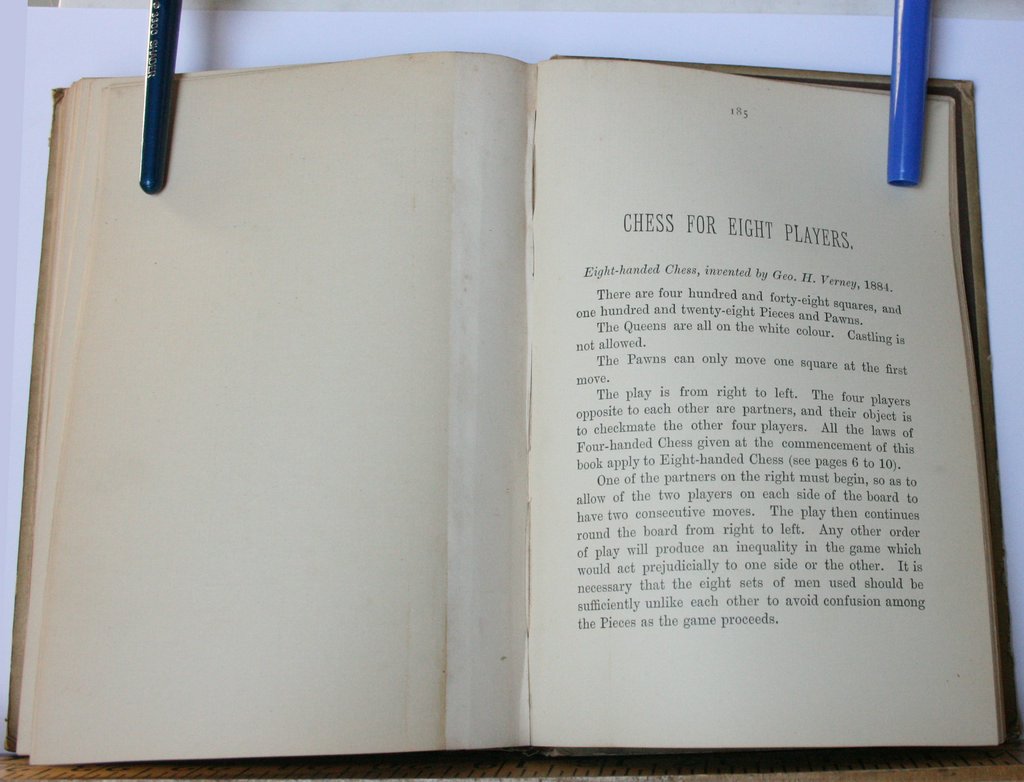 185
CHESS FOR EIGHT PLAYERS.
Eight-handed Chess, invented by Geo. H. Verney, 1884.
There are four hundred and forty-eight squares, and
one hundred and twenty-eight Pieces and Pawns.
The Queens are all on the white colour. Castling is
not allowed.
The Pawns can only move one square at the first
move.
The play is from right to left. The four players
opposite to each other are partners, and their object is
to checkmate the other four players. All the laws of
Four-handed Chess given at the commencement of this
book apply to Eight-handed Chess (see pages 6 to 10).
One of the partners on the right must begin, so as to
allow of the two players on each side of the board to
have two consecutive moves. The play then continues
round the board from right to left. Any other order
of play will produce an inequality in the game which
would act prejudicially to one side or the other. It is
necessary that the eight sets of men used should be
sufficiently unlike each other to avoid confusion among
the Pieces as the game proceeds.